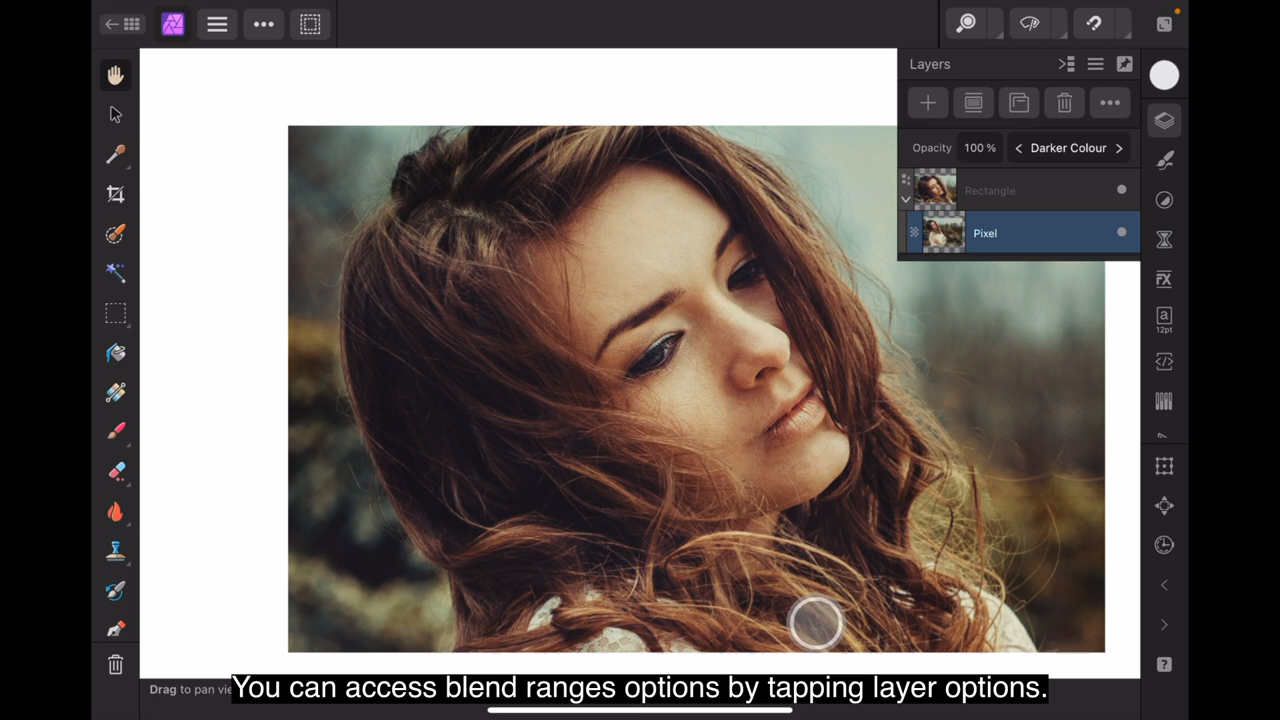 Layers
Opacity 100 % < Darker Colour >
Rectangle
Pixel
FX
a
12pt
?
Drag to pan vie
You can access blend ranges options by tapping layer options.